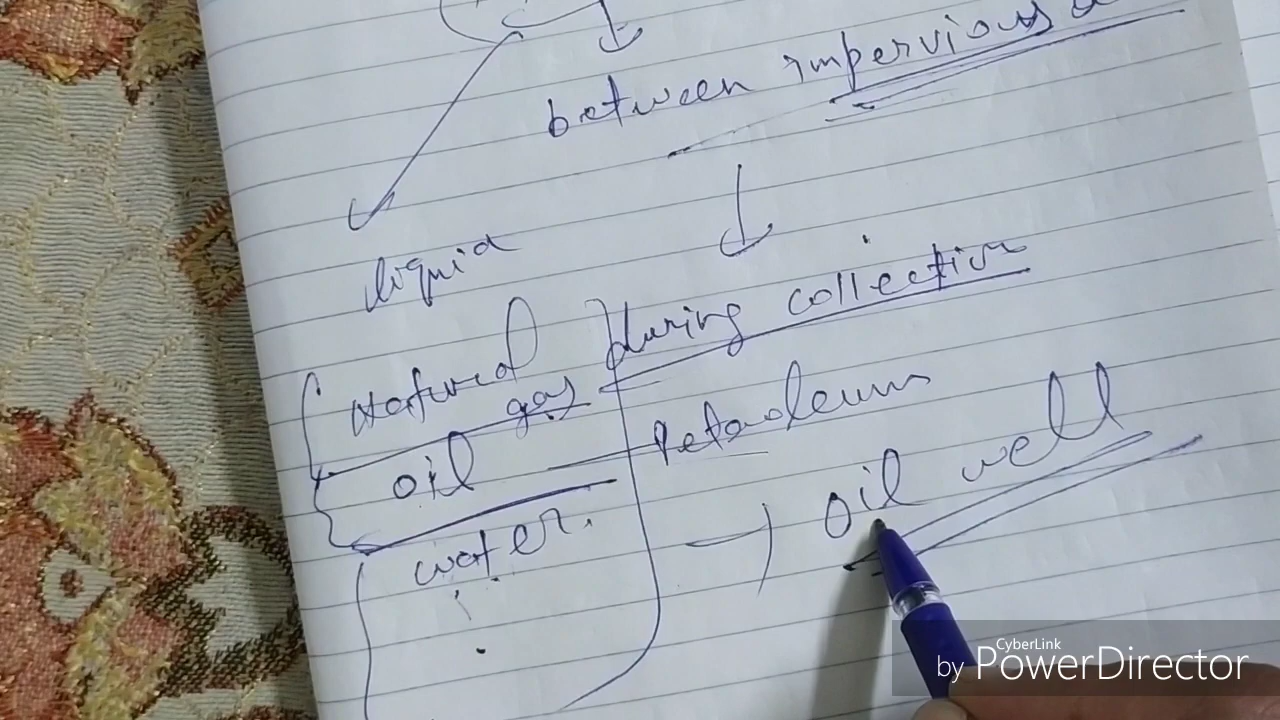 between impervious
liquid
during collection
Natural
gas
Petroleum
oil
oil well
water.
CyberLink
by PowerDirector